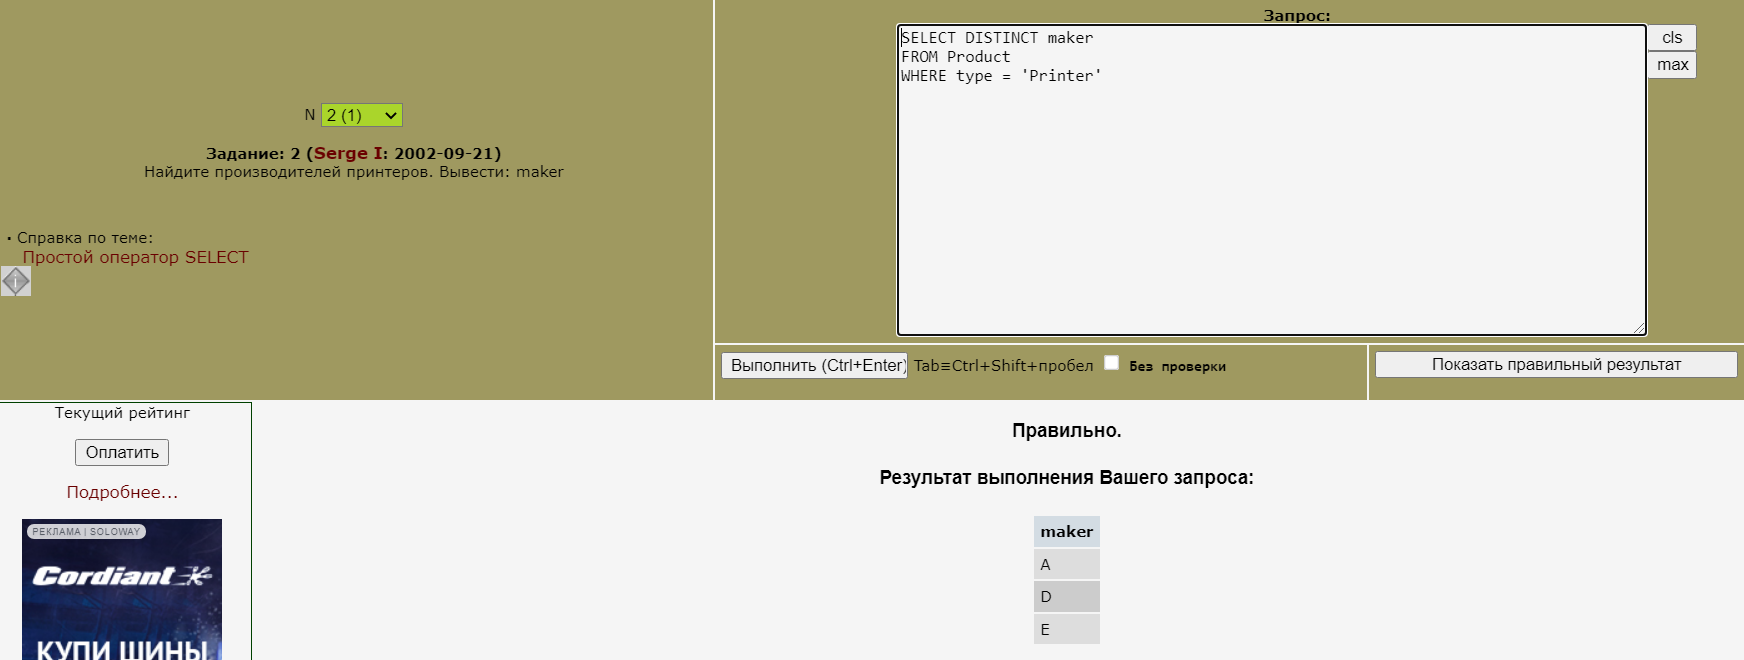 N 2 (1)
Задание: 2 (Serge I: 2002-09-21)
Найдите производителей принтеров. Вывести: maker
· Справка по теме:
Простой оператор SELECT
i
Запрос:
SELECT DISTINCT maker
FROM Product
WHERE type = 'Printer'
cls
max
Выполнить (Ctrl+Enter)
Tab≡Ctrl+Shift+пробел
Без проверки
Показать правильный результат
Текущий рейтинг
Оплатить
Подробнее...
РЕКЛАМА | SOLOWAY
Cordiant
КУПИ ШИНЫ
Правильно.
Результат выполнения Вашего запроса:
maker
A
D
E